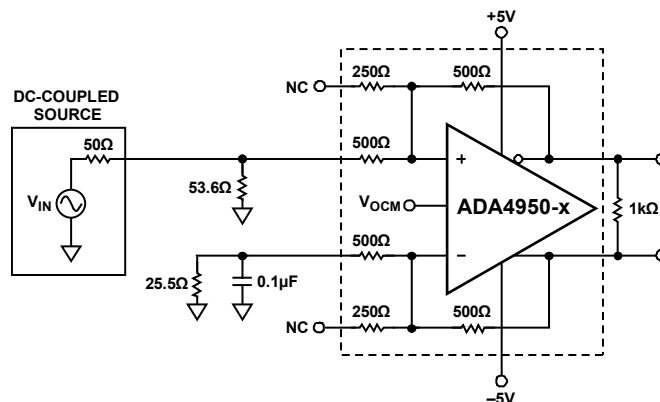 +5V
250Ω
500Ω
NC
DC-COUPLED
SOURCE
50Ω
500Ω
+
VIN
53.6Ω
VOCM
ADA4950-x
1kΩ
500Ω
–
25.5Ω
0.1µF
250Ω
500Ω
NC
–5V